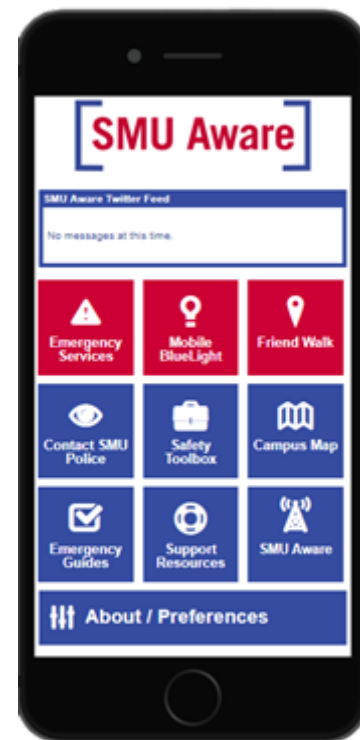 SMU Aware
SMU Aware Twitter Feed
No messages at this time.
Emergency
Services
Mobile
BlueLight
Friend Walk
Contact SMU
Police
Safety
Toolbox
Campus Map
Emergency
Guides
Support
Resources
SMU Aware
About / Preferences